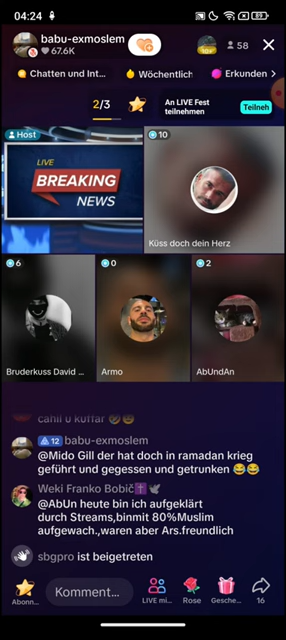 04:24
89
babu-exmoslem
67.6K
58
Chatten und Int...
Wöchentlich
Erkunden
2/3
An LIVE Fest
teilnehmen
Teilneh
Host
LIVE
BREAKING
NEWS
10
Küss doch dein Herz
6
Bruderkuss David ...
0
Armo
2
AbUndAn
cahil u kuffar
12 babu-exmoslem
@Mido Gill der hat doch in ramadan krieg
geführt und gegessen und getrunken 😂😂
Weki Franko Bobič✝️🕊
@AbUn heute bin ich aufgeklärt
durch Streams,binmit 80%Muslim
aufgewach.,waren aber Ars.freundlich
sbgpro ist beigetreten
Abonn...
Komment...
LIVE mi...
Rose
Gesche...
16